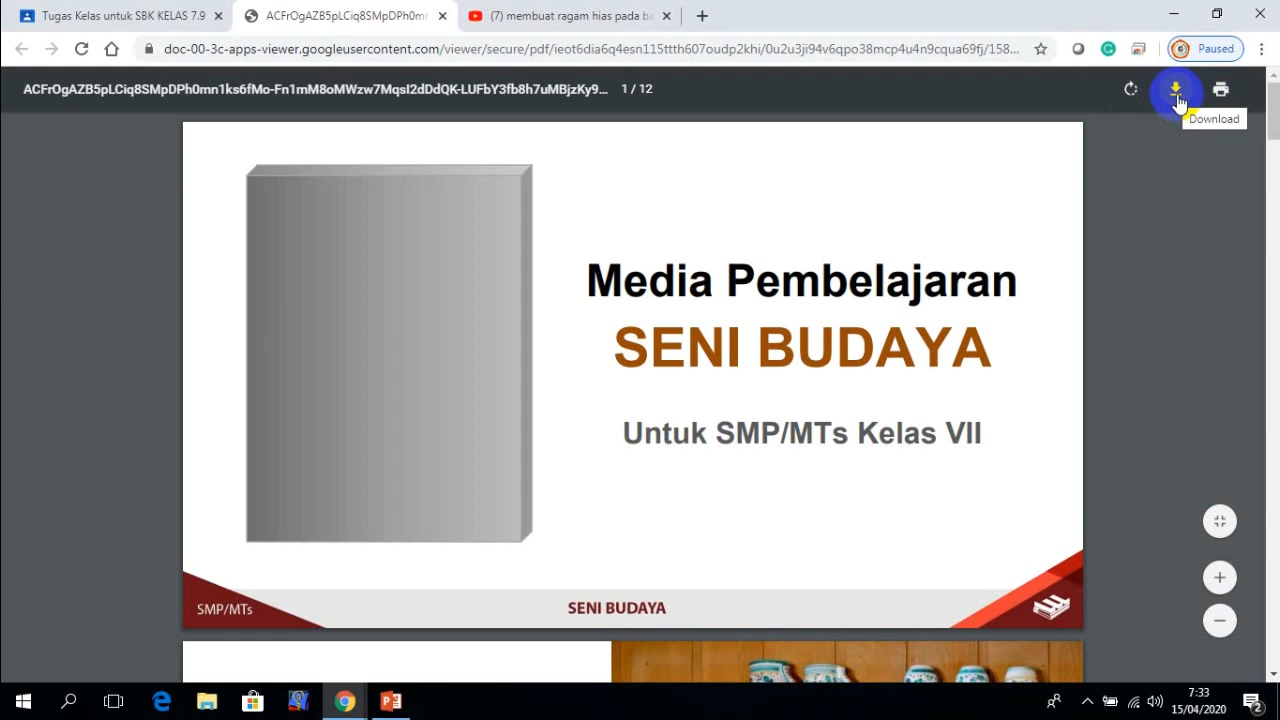 Tugas Kelas untuk SBK KELAS 7.9
ACFrOgAZB5pLCiq8SMpDPh0mn
(7) membuat ragam hias pada ba
doc-00-3c-apps-viewer.googleusercontent.com/viewer/secure/pdf/ieot6dia6q4esn115ttth607oudp2khi/0u2u3ji94v6qpo38mcp4u4n9cqua69fj/158...
Paused
ACFrOgAZB5pLCiq8SMpDPh0mn1ks6fMo-Fn1mM8oMWzw7MqsI2dDdQK-LUFbY3fb8h7uMBjzKy9...
1 / 12
Download
Media Pembelajaran
SENI BUDAYA
Untuk SMP/MTs Kelas VII
SMP/MTs
SENI BUDAYA
7:33
15/04/2020
2